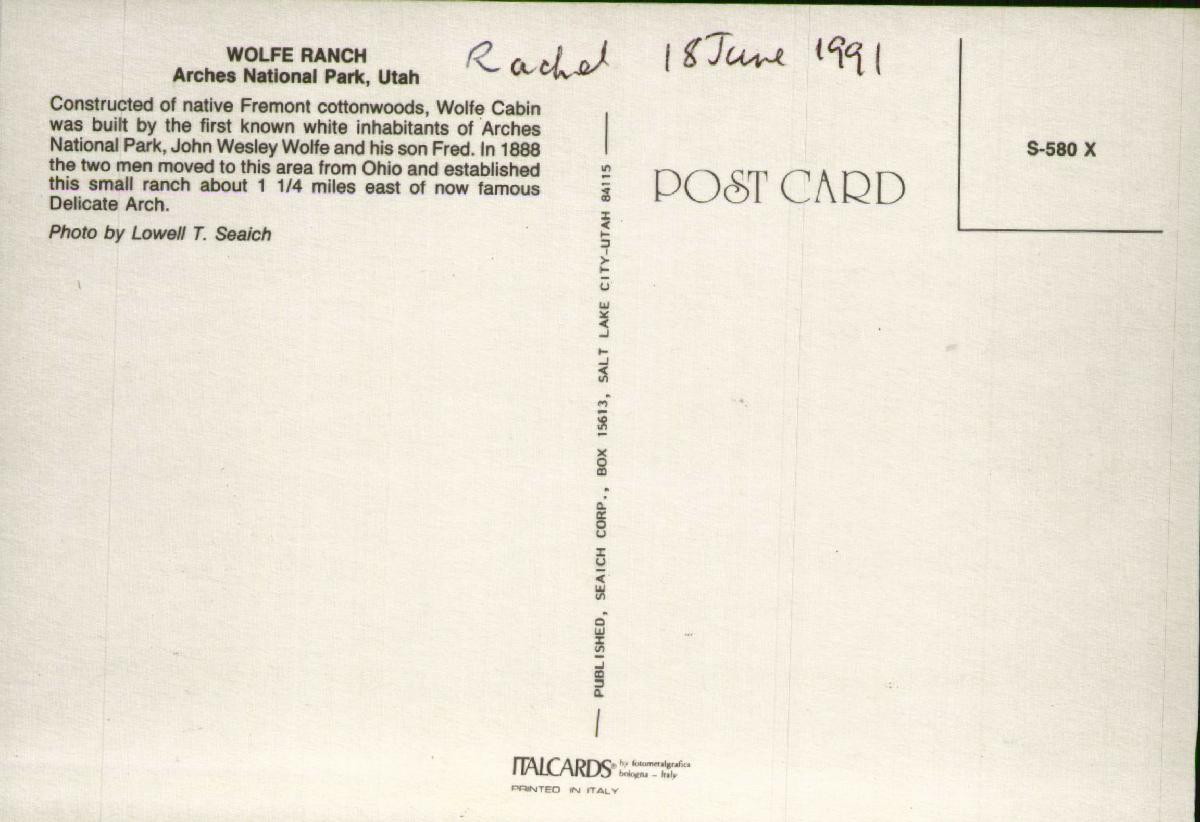 WOLFE RANCH
Arches National Park, Utah
Constructed of native Fremont cottonwoods, Wolfe Cabin
was built by the first known white inhabitants of Arches
National Park, John Wesley Wolfe and his son Fred. In 1888
the two men moved to this area from Ohio and established
this small ranch about 1 1/4 miles east of now famous
Delicate Arch.
Photo by Lowell T. Seaich
Rachel 18 June 1991
POST CARD
S-580 X
PUBLISHED, SEAICH CORP., BOX 15613, SALT LAKE CITY-UTAH 84115
ITALCARDS® by fotometalgrafica
bologna - Italy
PRINTED IN ITALY